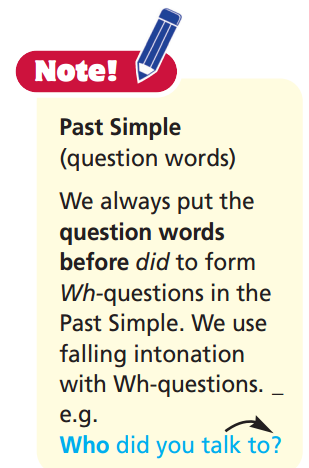 Note!
Past Simple
(question words)
We always put the
question words
before did to form
Wh-questions in the
Past Simple. We use
falling intonation
with Wh-questions. _
e.g.
Who did you talk to?